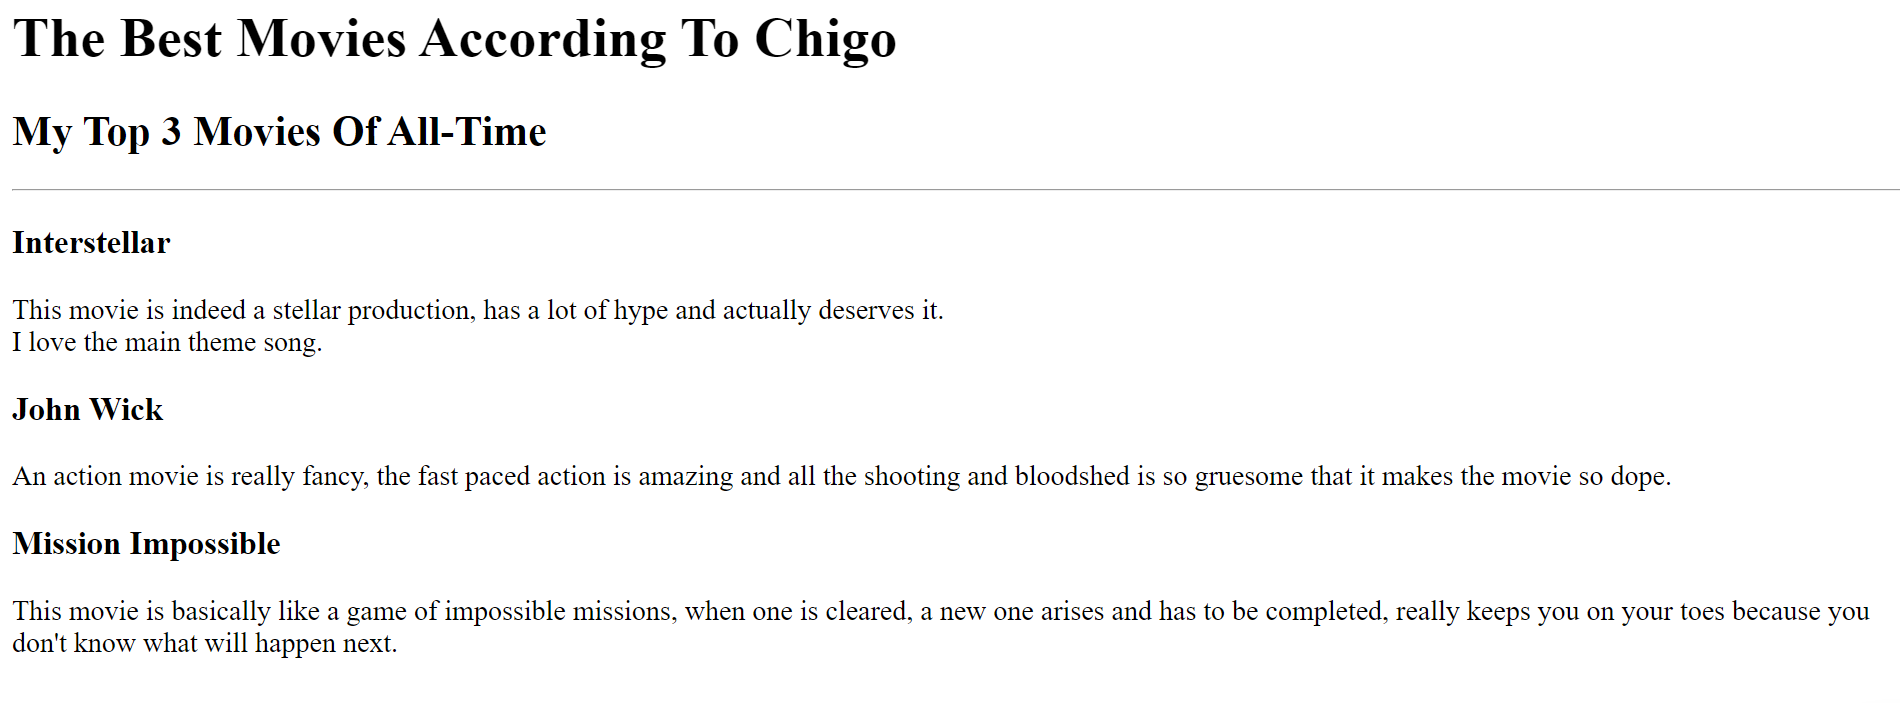 The Best Movies According To Chigo
My Top 3 Movies Of All-Time
Interstellar
This movie is indeed a stellar production, has a lot of hype and actually deserves it.
I love the main theme song.
John Wick
An action movie is really fancy, the fast paced action is amazing and all the shooting and bloodshed is so gruesome that it makes the movie so dope.
Mission Impossible
This movie is basically like a game of impossible missions, when one is cleared, a new one arises and has to be completed, really keeps you on your toes because you
don't know what will happen next.